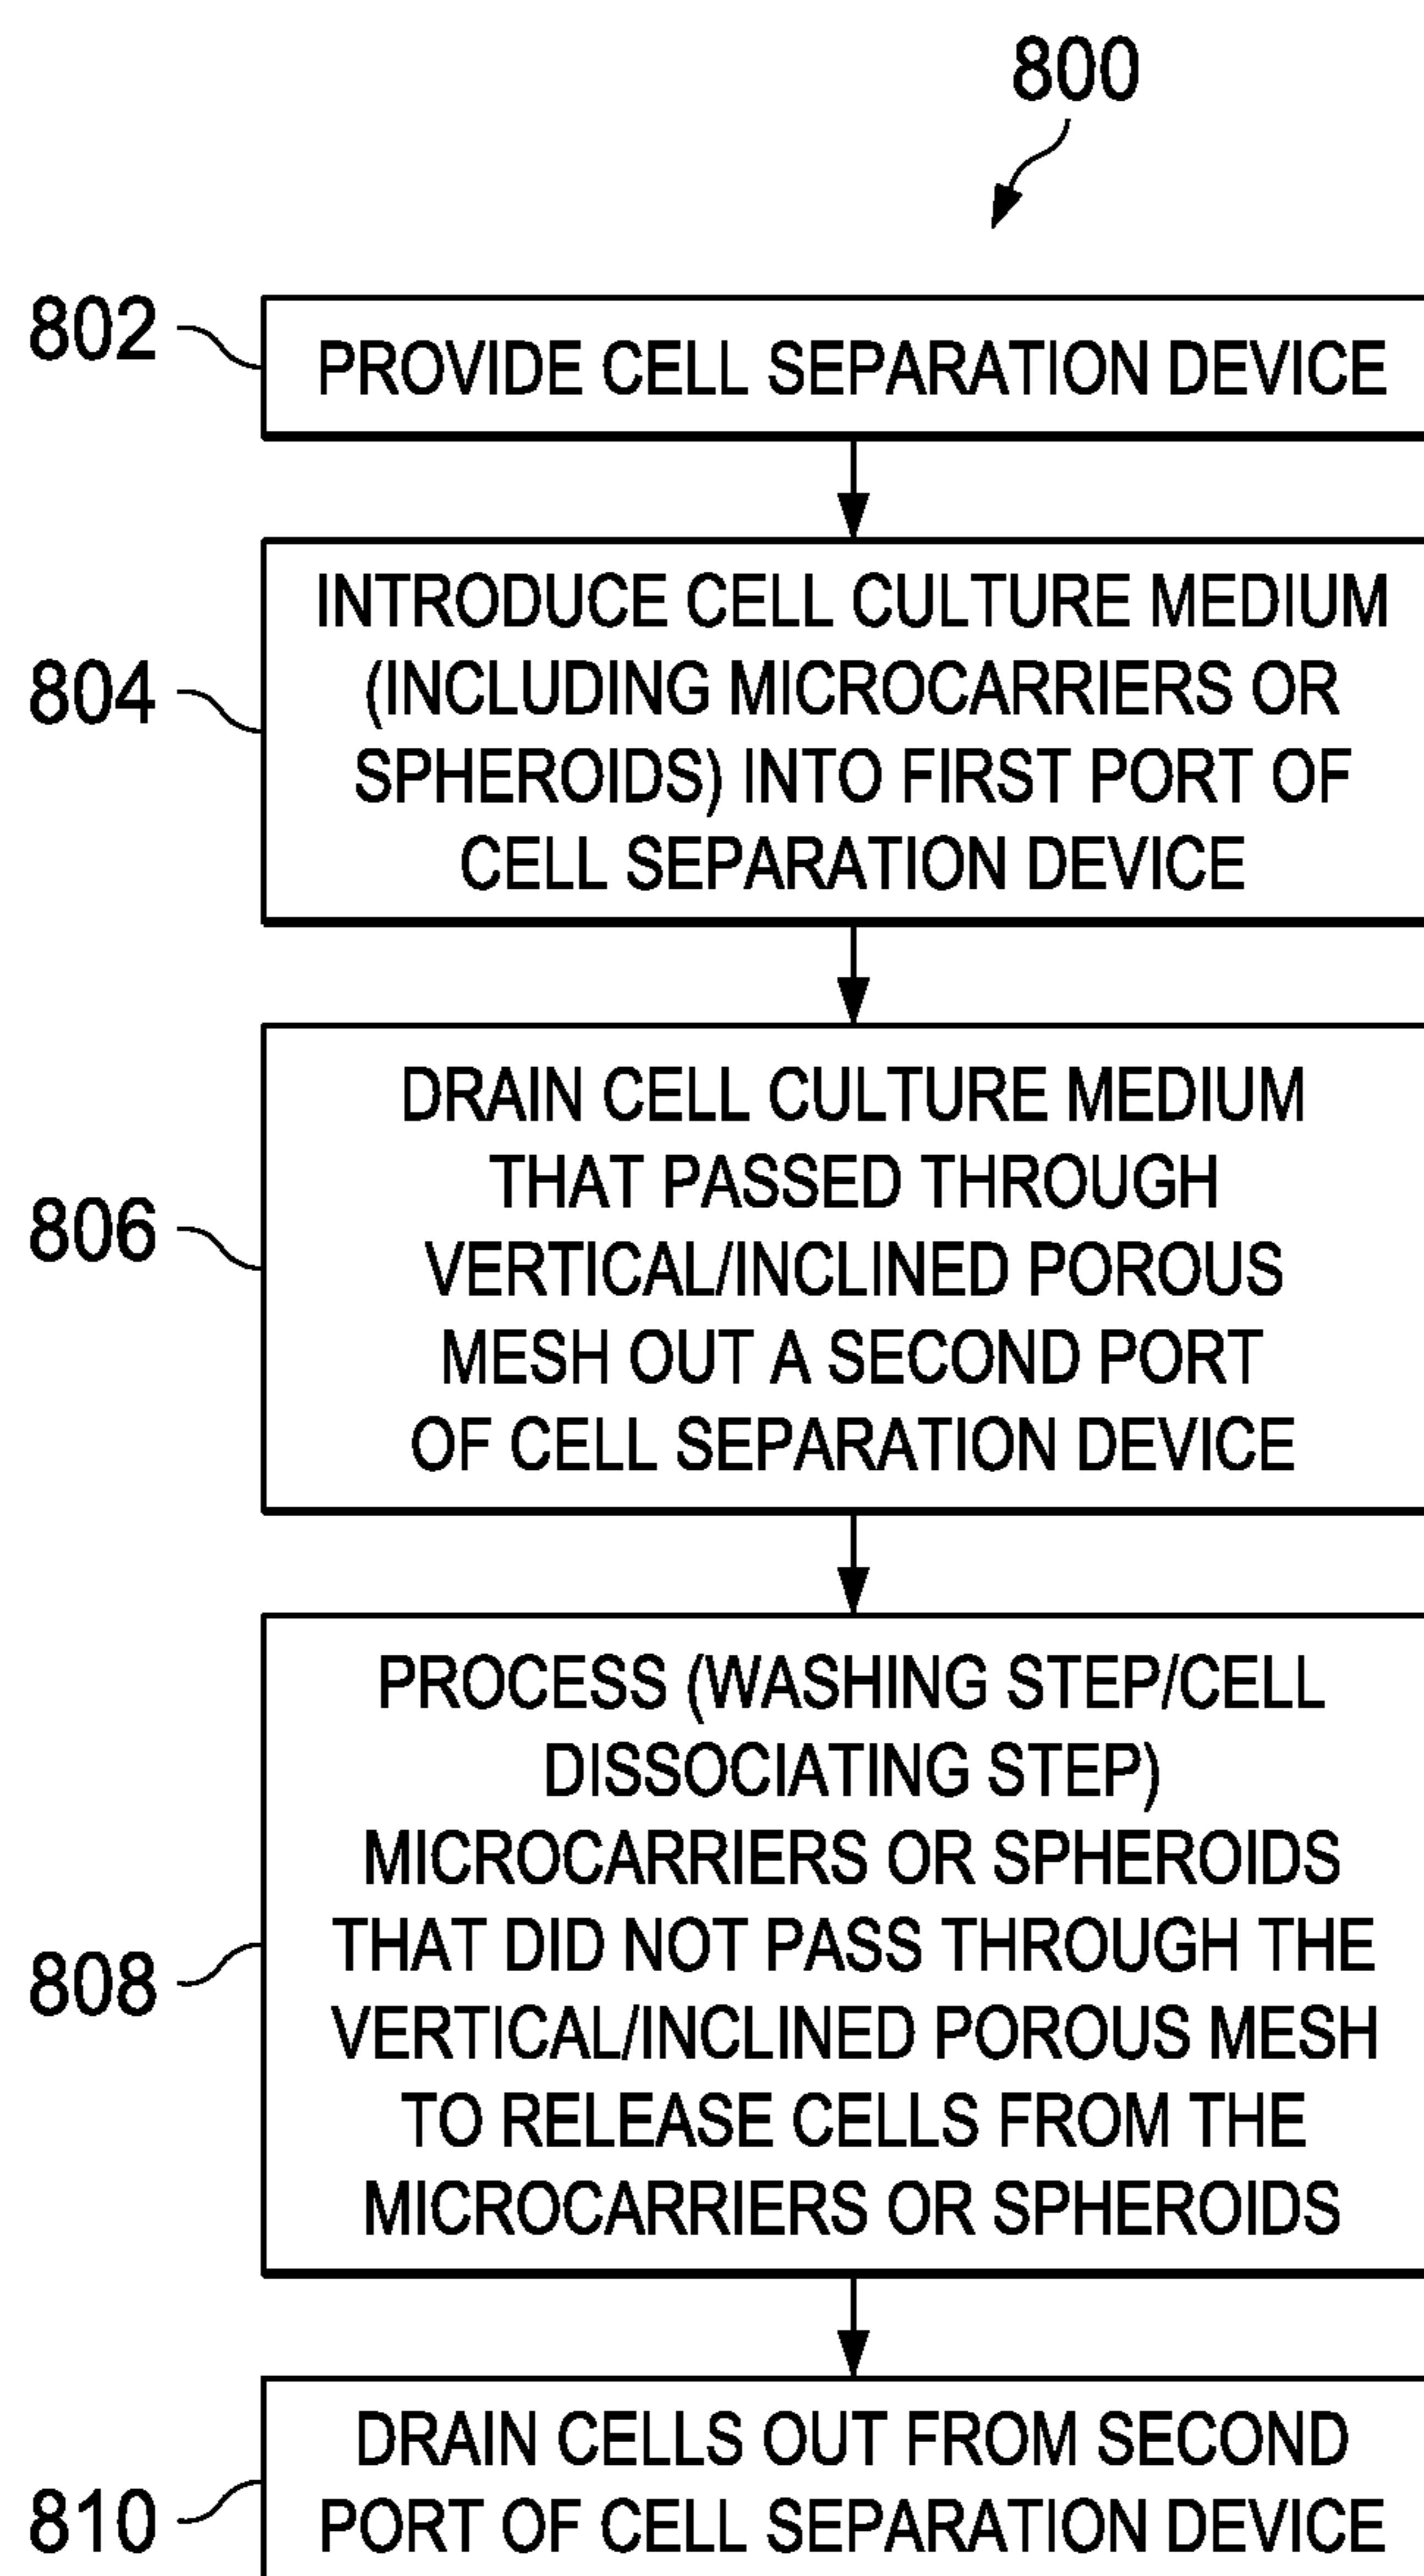 800
802
PROVIDE CELL SEPARATION DEVICE
804
INTRODUCE CELL CULTURE MEDIUM
(INCLUDING MICROCARRIERS OR
SPHEROIDS) INTO FIRST PORT OF
CELL SEPARATION DEVICE
806
DRAIN CELL CULTURE MEDIUM
THAT PASSED THROUGH
VERTICAL/INCLINED POROUS
MESH OUT A SECOND PORT
OF CELL SEPARATION DEVICE
808
PROCESS (WASHING STEP/CELL
DISSOCIATING STEP)
MICROCARRIERS OR SPHEROIDS
THAT DID NOT PASS THROUGH THE
VERTICAL/INCLINED POROUS MESH
TO RELEASE CELLS FROM THE
MICROCARRIERS OR SPHEROIDS
810
DRAIN CELLS OUT FROM SECOND
PORT OF CELL SEPARATION DEVICE